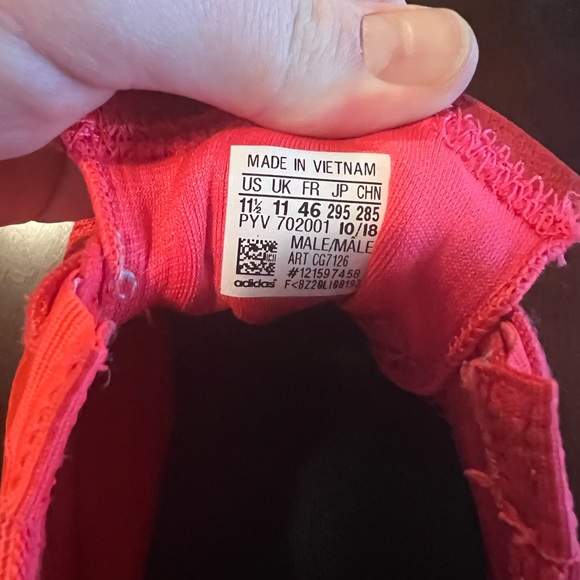 MADE IN VIETNAM
US UK FR JP CHN
11½ 11 46 295 285
PYV 702001 10/18
MALE/MÂLE
ART CG7126
#121597458
adidas